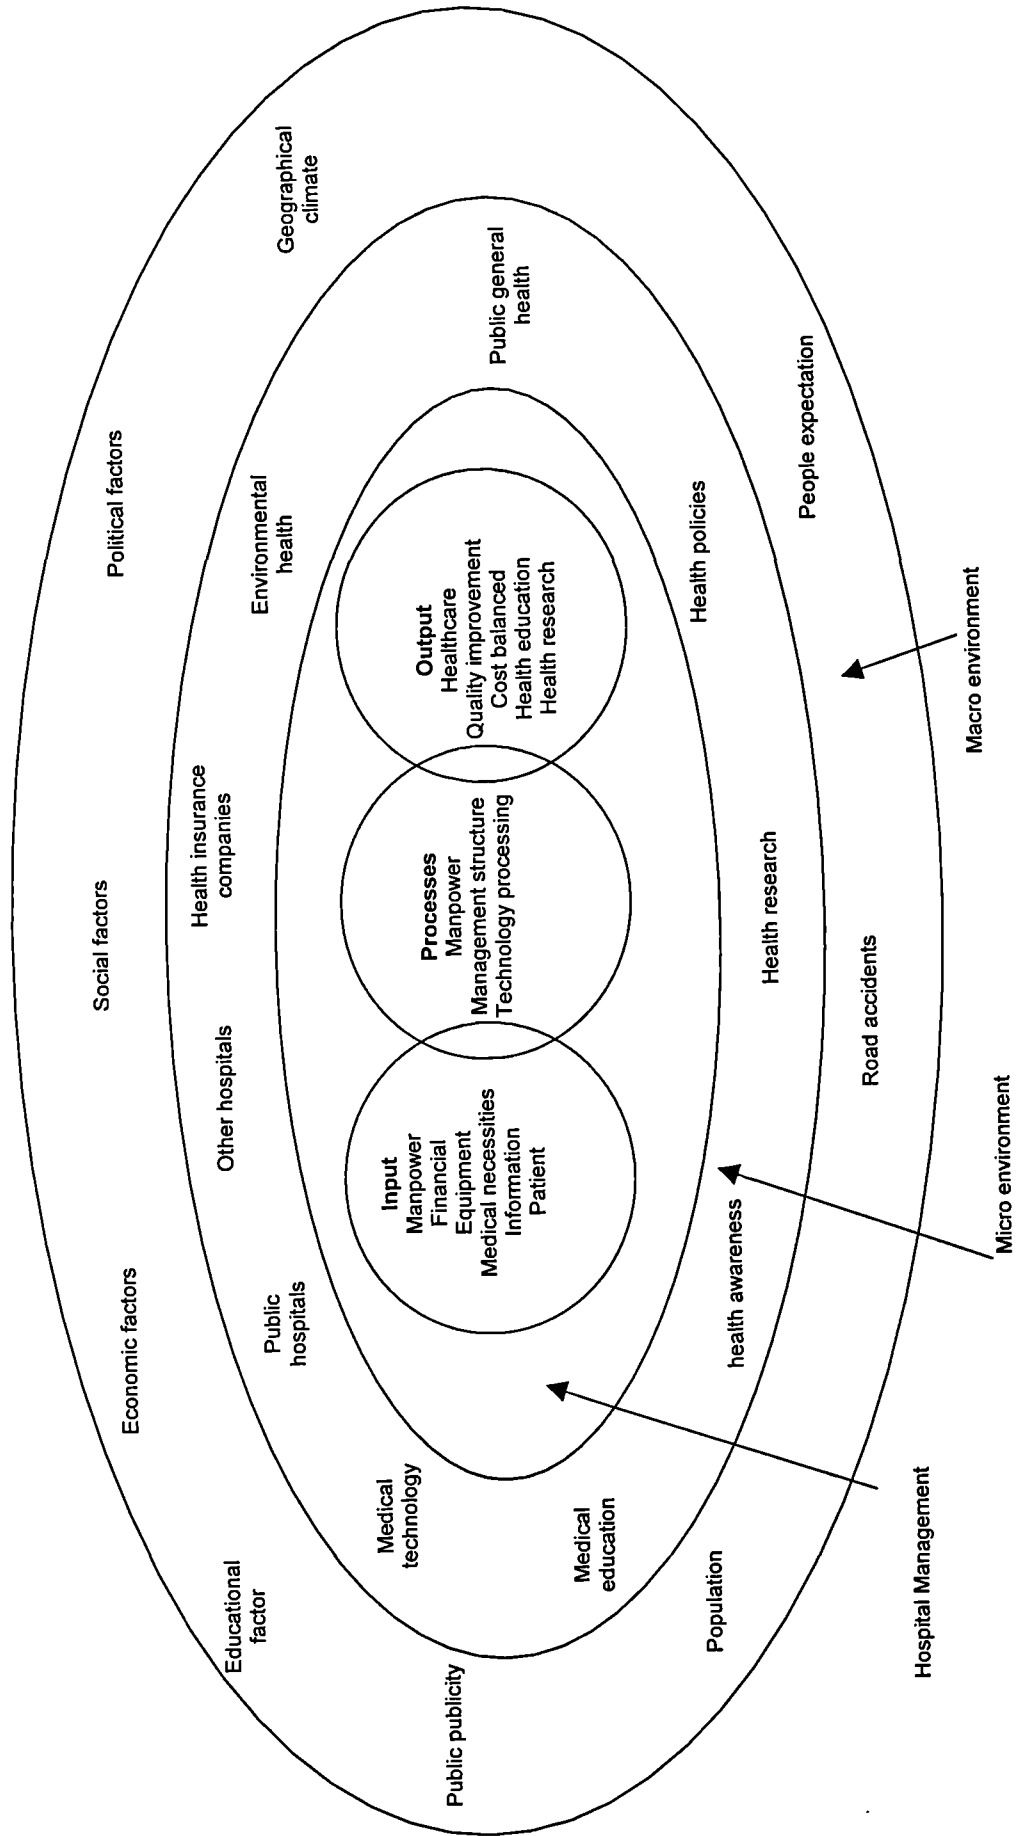 Political factors
Social factors
Economic factors
Geographical
climate
Educational
factor
Health insurance
companies
Environmental
health
Other hospitals
Public
hospitals
Public general
health
Medical
technology
Output
Healthcare
Quality improvement
Cost balanced
Health education
Health research
Processes
Manpower
Management structure
Technology processing
Input
Manpower
Financial
Equipment
Medical necessities
Information
Patient
Public publicity
Medical
education
Health policies
health awareness
Health research
Population
People expectation
Road accidents
Hospital Management
Micro environment
Macro environment